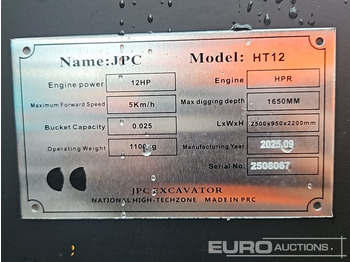 Name:JPC Model: HT12
Engine power 12HP Engine HPR
Maximum Forward Speed 5Km/h Max digging depth 1650MM
Bucket Capacity 0.025 LxWxH 2500x950x2200mm
Operating Weight 1100kg Manufacturing Year 2025.09
Serial No. 2508067
JPC EXCAVATOR
NATIONAL HIGH-TECHZONE MADE IN PRC
EURO
AUCTIONS